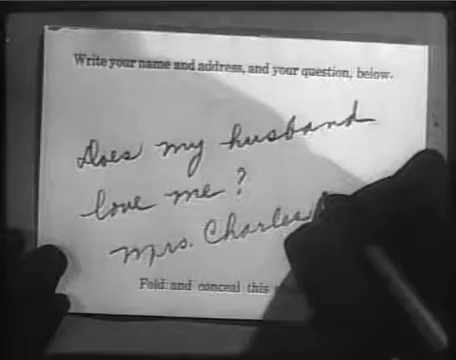 Write your name and address, and your question, below.
Does my husband
love me?
Mrs. Charles
Fold and conceal this